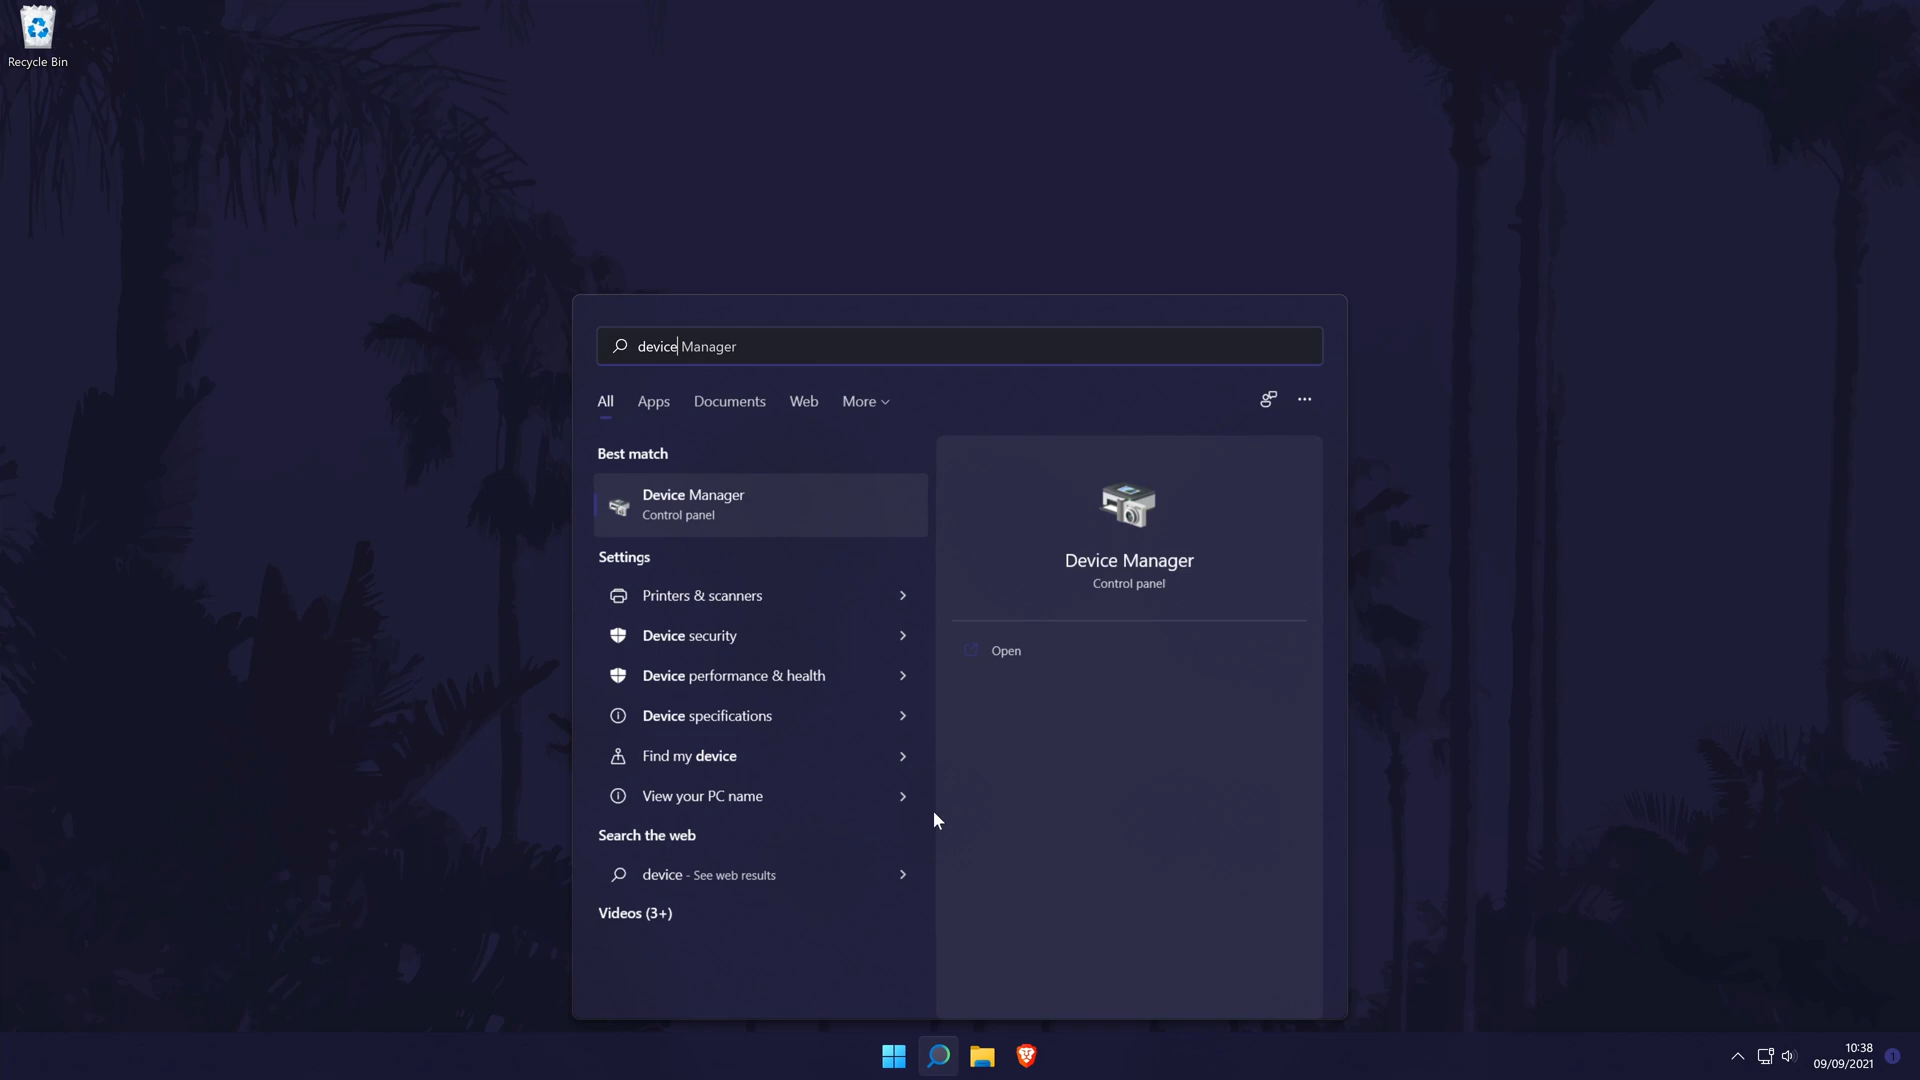 Recycle Bin
device Manager
All Apps Documents Web More
Best match
Device Manager
Control panel
Settings
Printers & scanners
Device security
Device performance & health
Device specifications
Find my device
View your PC name
Search the web
device - See web results
Videos (3+)
Device Manager
Control panel
Open
10:38
09/09/2021
1